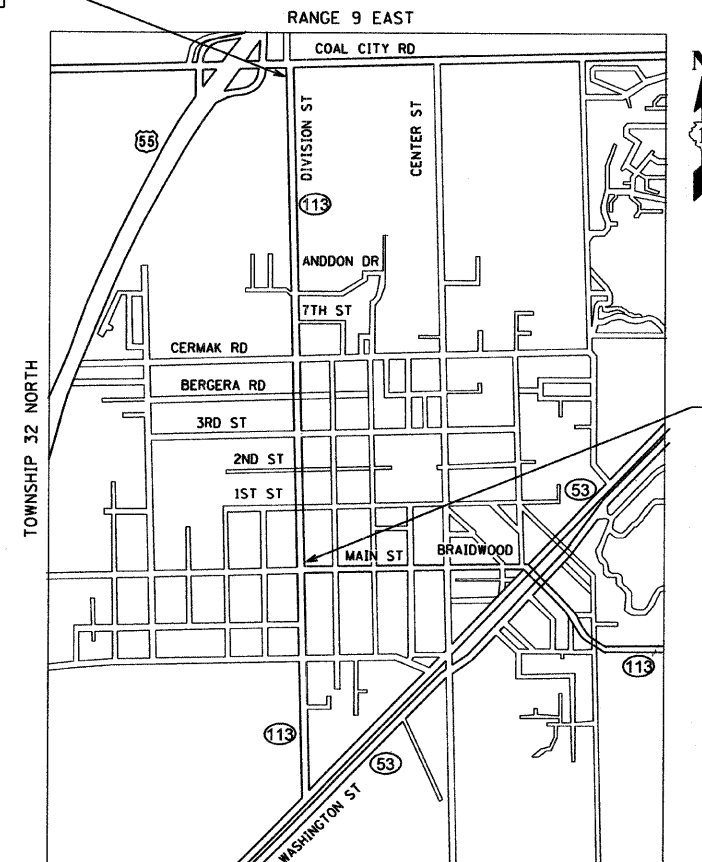 RANGE 9 EAST
COAL CITY RD
N
DIVISION ST
CENTER ST
55
113
ANDDON DR
7TH ST
CERMAK RD
BERGERA RD
3RD ST
TOWNSHIP 32 NORTH
2ND ST
1ST ST
53
MAIN ST
BRAIDWOOD
113
113
53
WASHINGTON ST